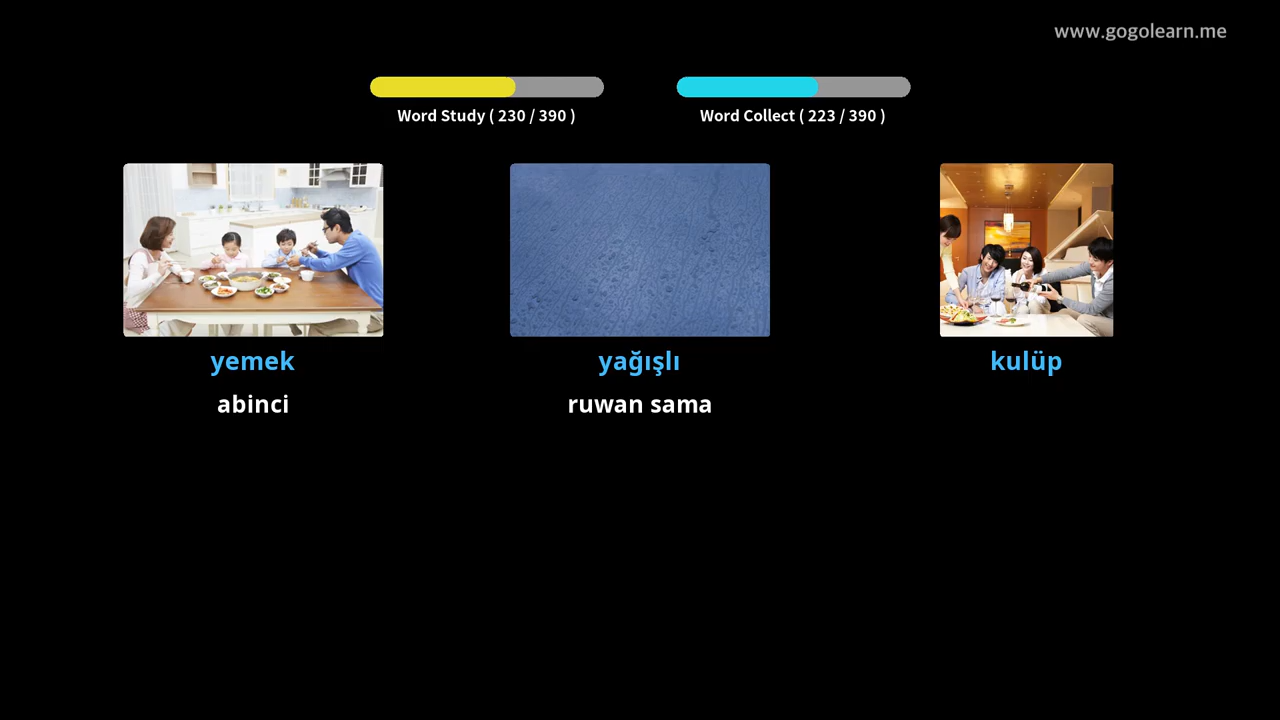 www.gogolearn.me
Word Study ( 230 / 390 )
Word Collect ( 223 / 390 )
yemek
yağışlı
kulüp
abinci
ruwan sama